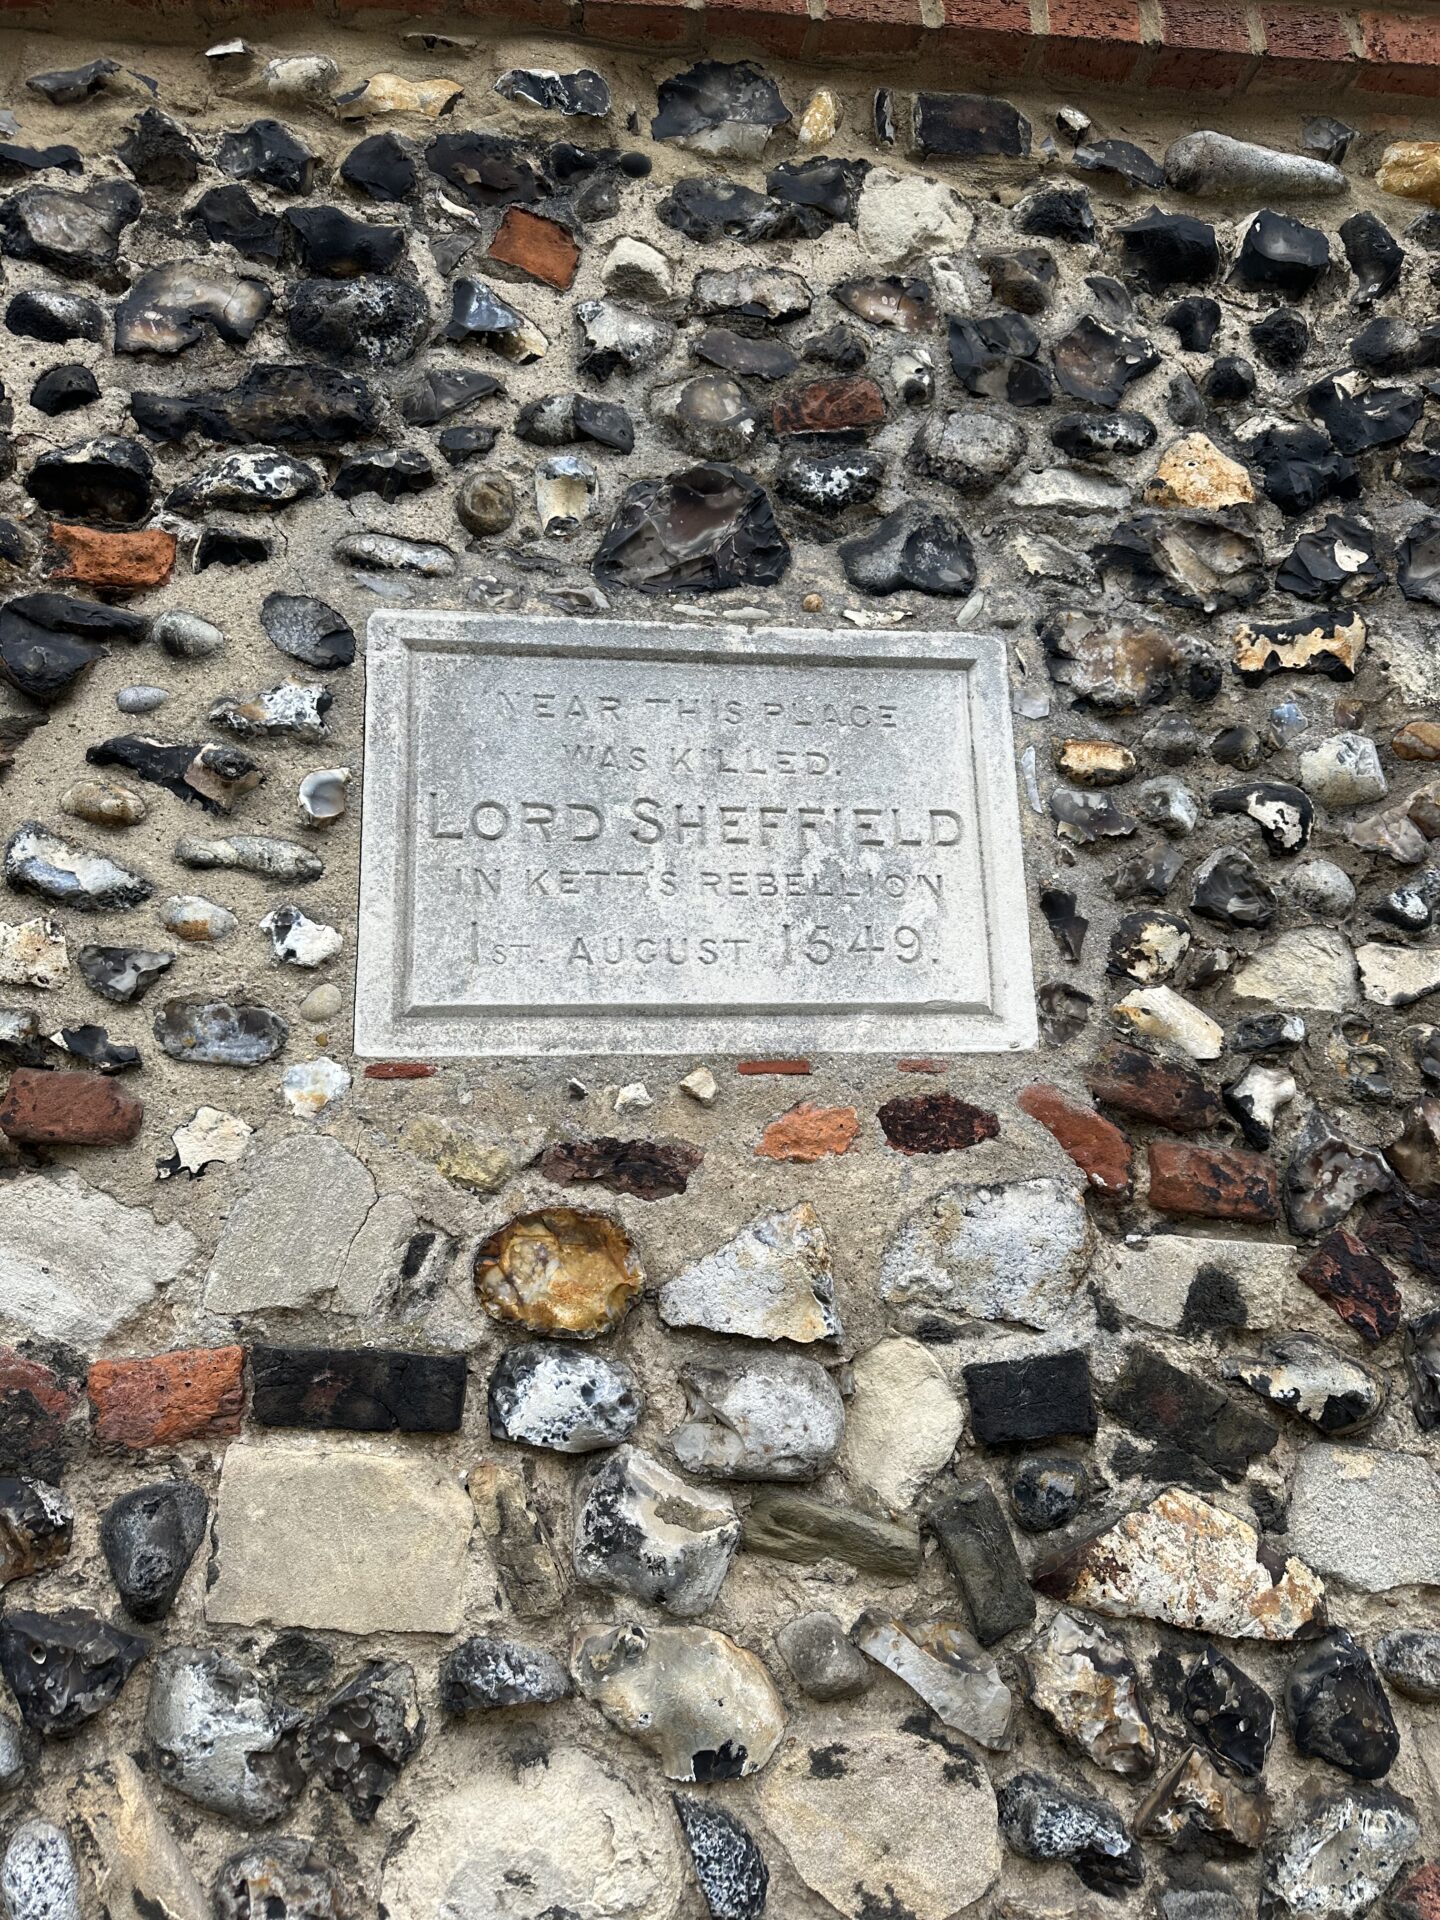 NEAR THIS PLACE
WAS KILLED.
LORD SHEFFIELD
IN KETT'S REBELLION
1ST. AUGUST 1549.